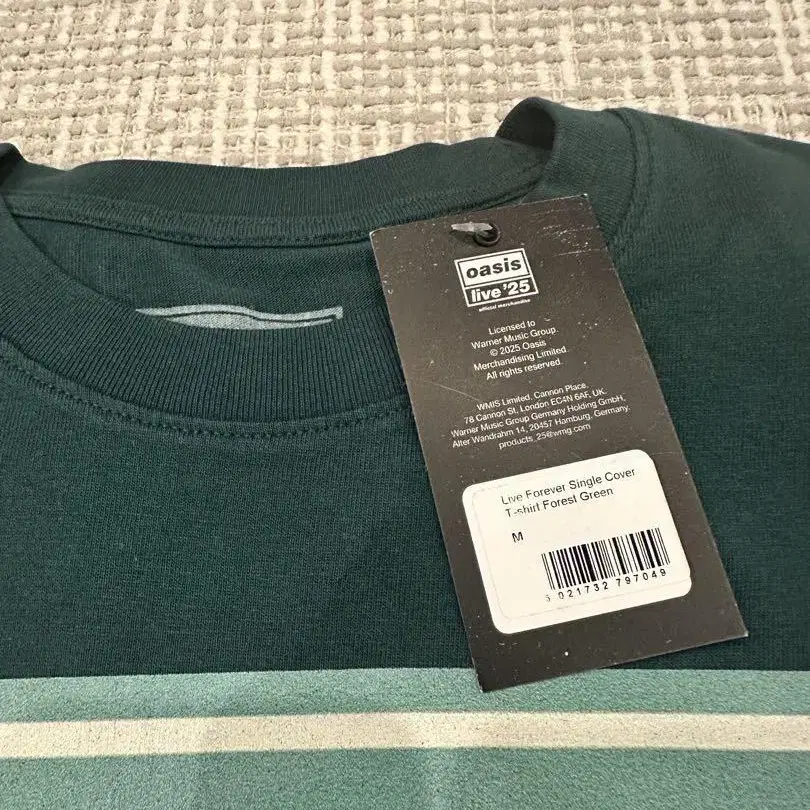 oasis
live '25
official merchandise
Licensed to
Warner Music Group.
© 2025 Oasis
Merchandising Limited.
All rights reserved.
WMIS Limited, Cannon Place,
78 Cannon St, London EC4N 6AF, UK.
Warner Music Group Germany Holding GmbH,
Alter Wandrahm 14, 20457 Hamburg, Germany.
products_25@wmg.com
Live Forever Single Cover
T-shirt Forest Green
M
5 021732 797049